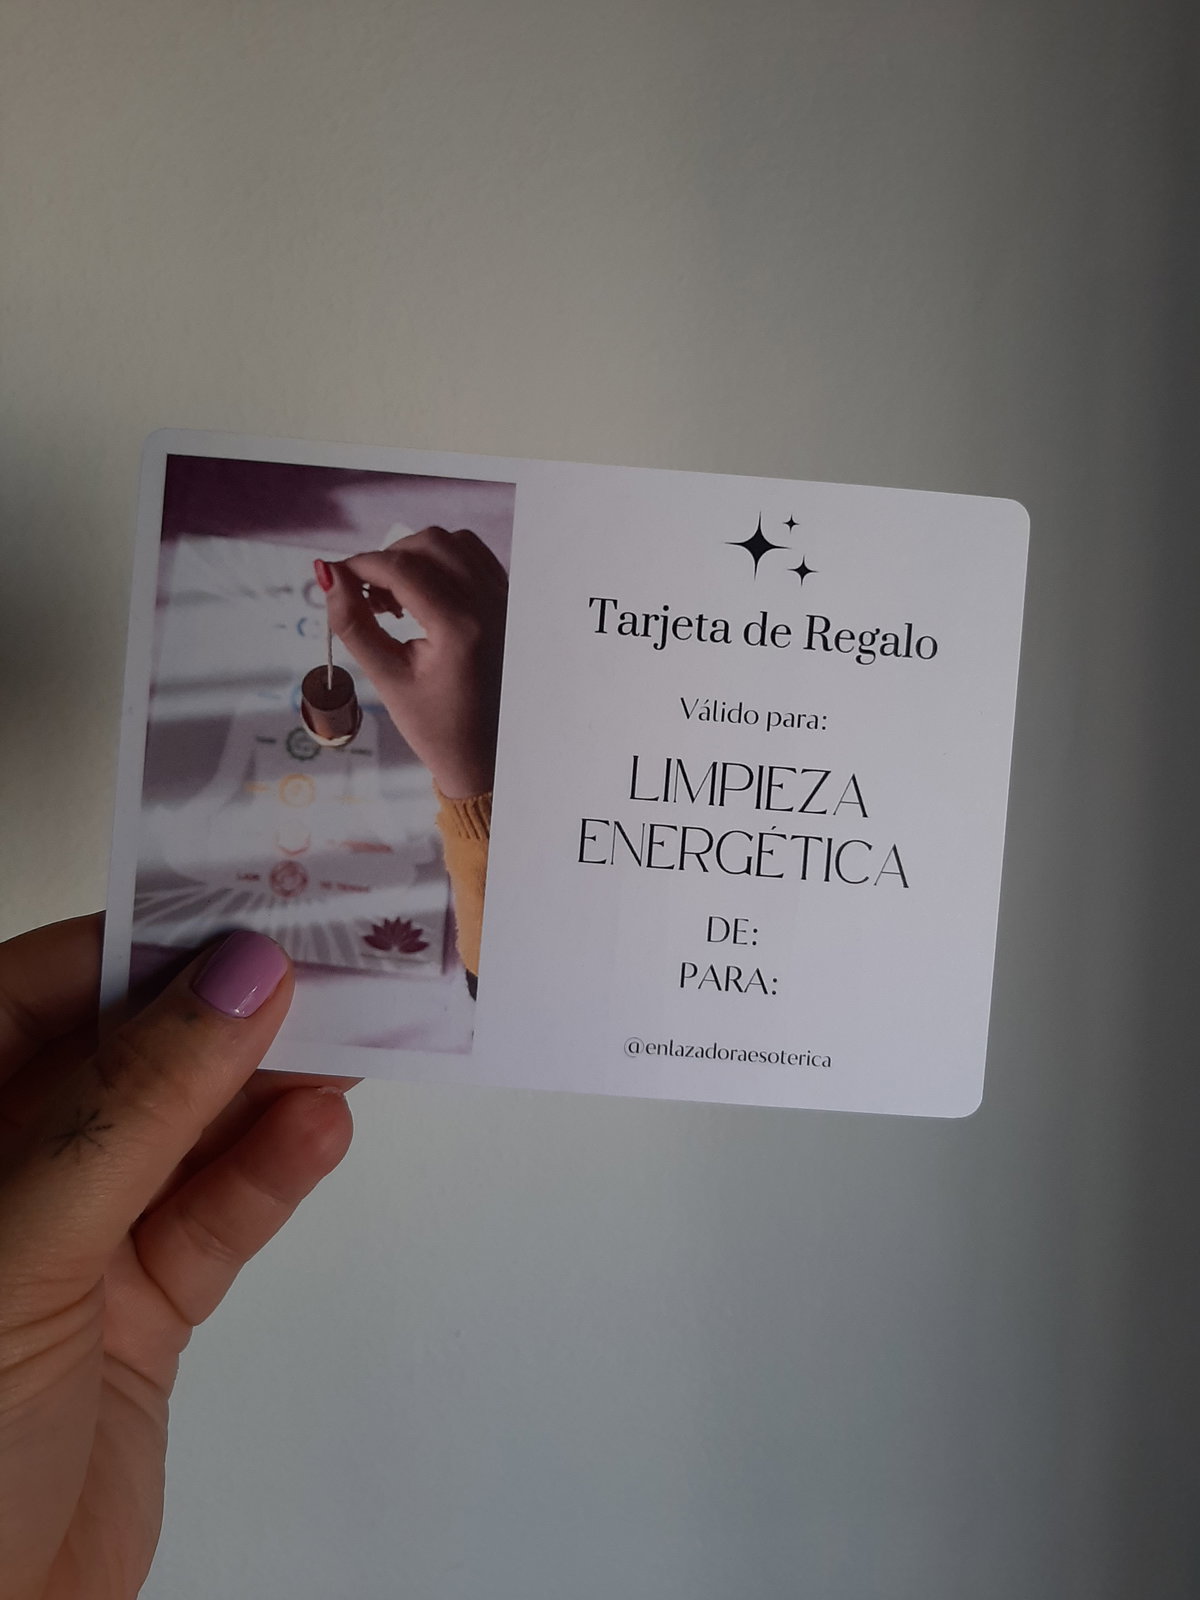 Tarjeta de Regalo
Válido para:
LIMPIEZA
ENERGÉTICA
DE:
PARA:
@enlazadoraesoterica